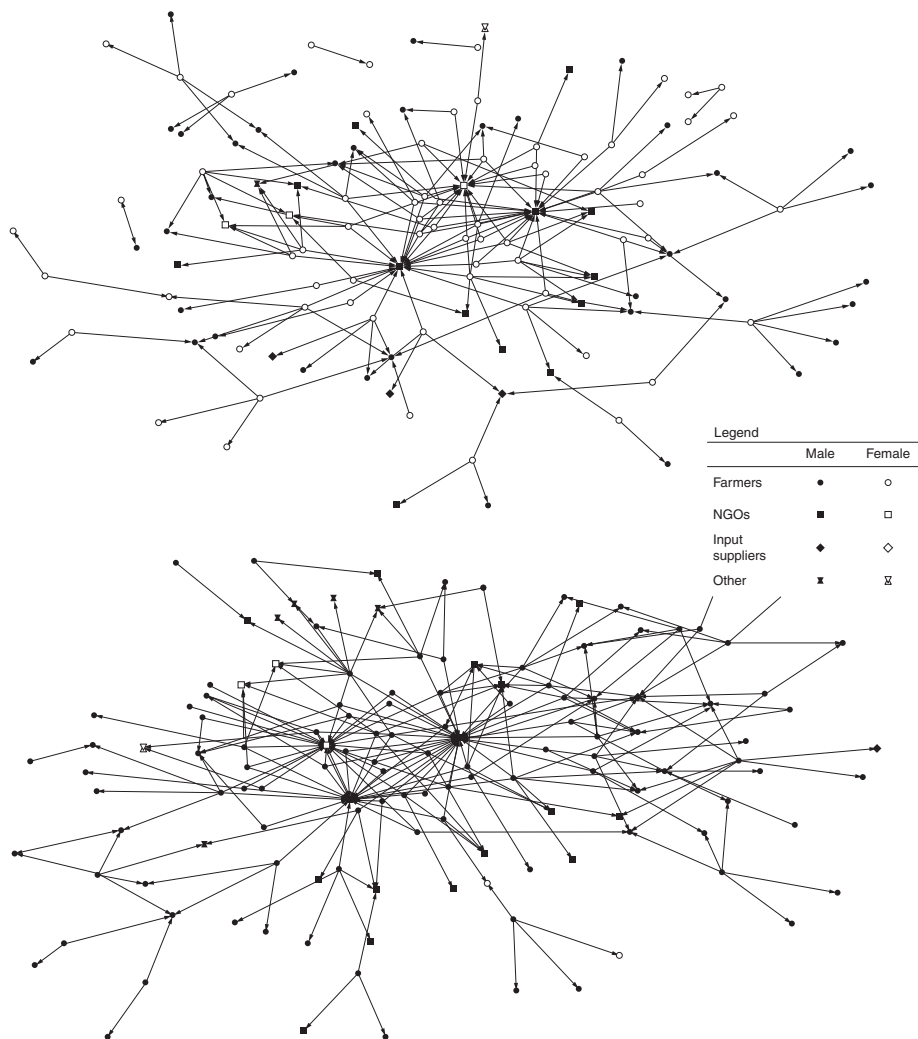 Legend
Male Female
Farmers
NGOs
Input
suppliers
Other